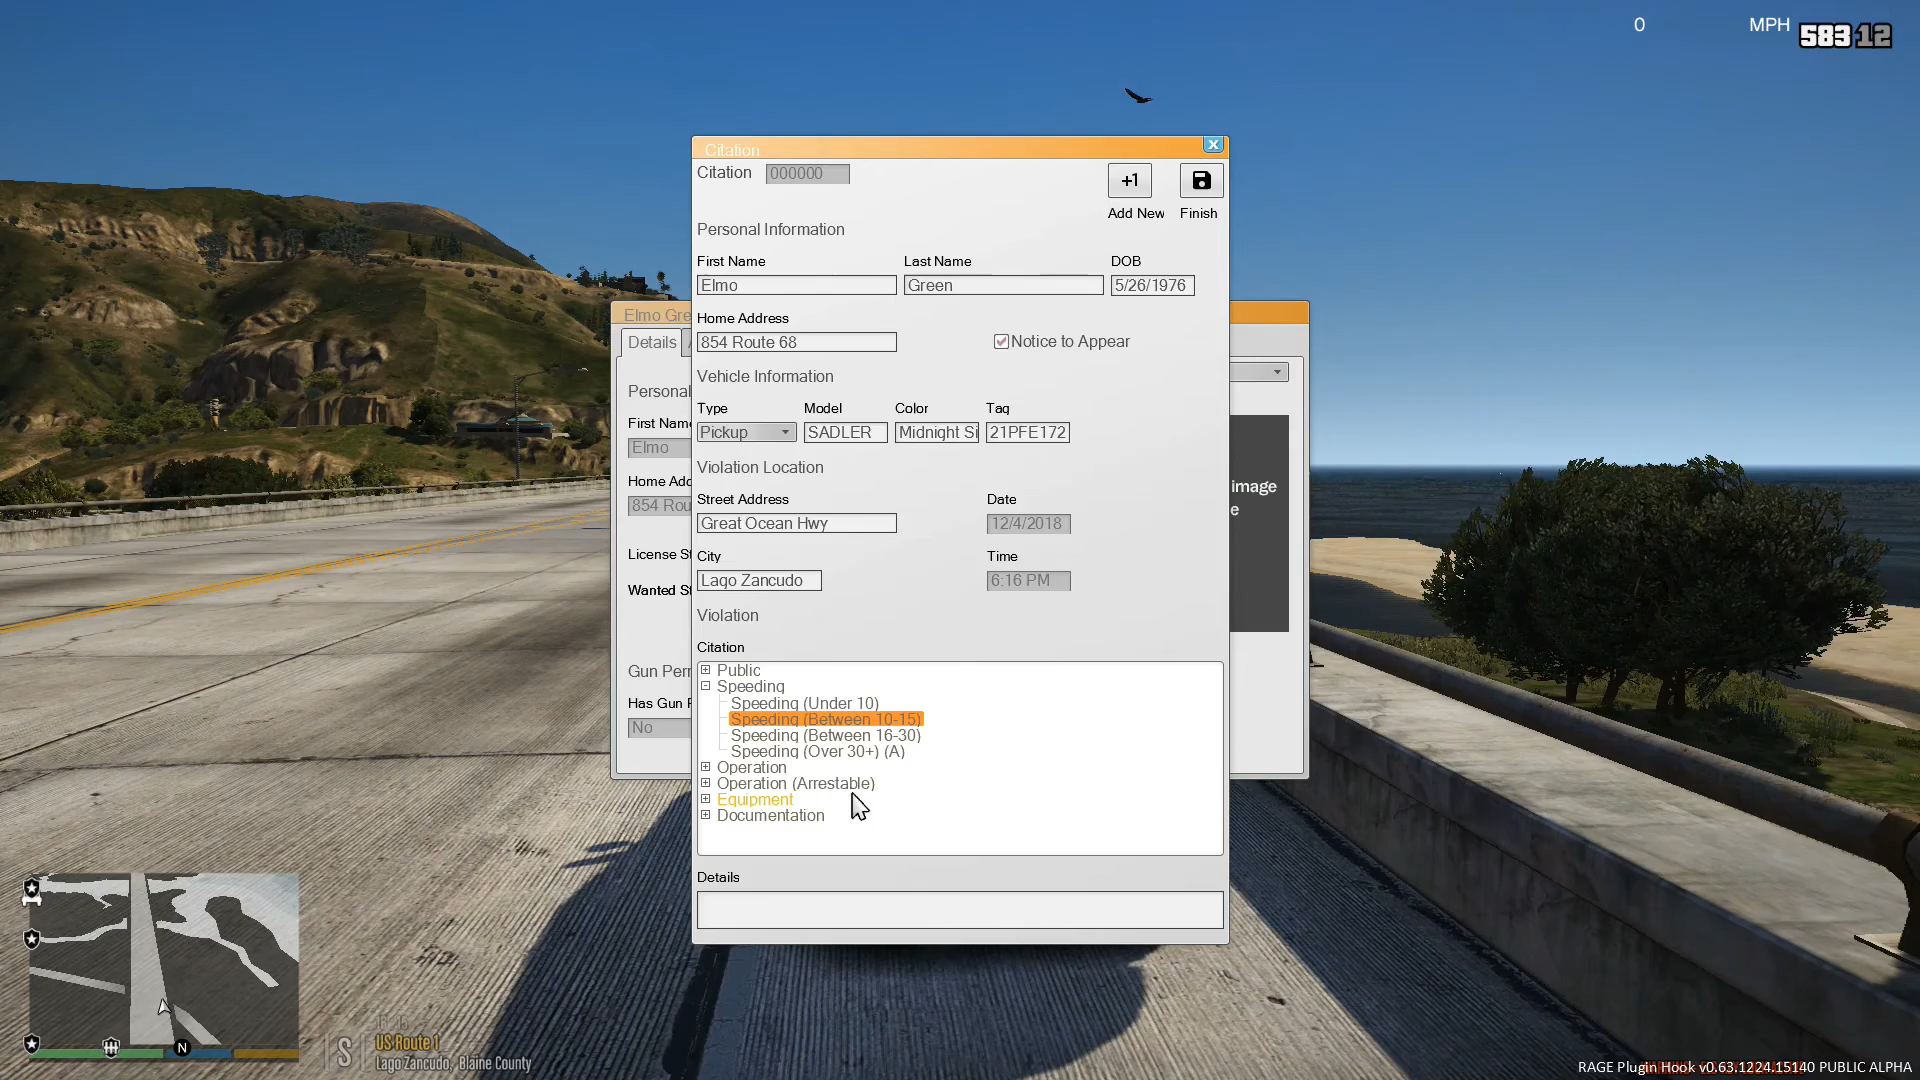 0 MPH 58312
Citation
Citation 000000
+1
Add New Finish
Personal Information
First Name Last Name DOB
Elmo Green 5/26/1976
Home Address
854 Route 68 Notice to Appear
Vehicle Information
Type Model Color Tag
Pickup SADLER Midnight Si 21PFE172
Violation Location
Street Address Date
Great Ocean Hwy 12/4/2018
City Time
Lago Zancudo 6:16 PM
Violation
Citation
Public
Speeding
Speeding (Under 10)
Speeding (Between 10-15)
Speeding (Between 16-30)
Speeding (Over 30+) (A)
Operation
Operation (Arrestable)
Equipment
Documentation
Details
Elmo Gre
Details
Personal
First Name
Elmo
Home Add
854 Rou
License St
Wanted St
Gun Perr
Has Gun
No
image
e
N
S
US Route 1
Lago Zancudo, Blaine County
RAGE Plugin Hook v0.63.1224.15140 PUBLIC ALPHA